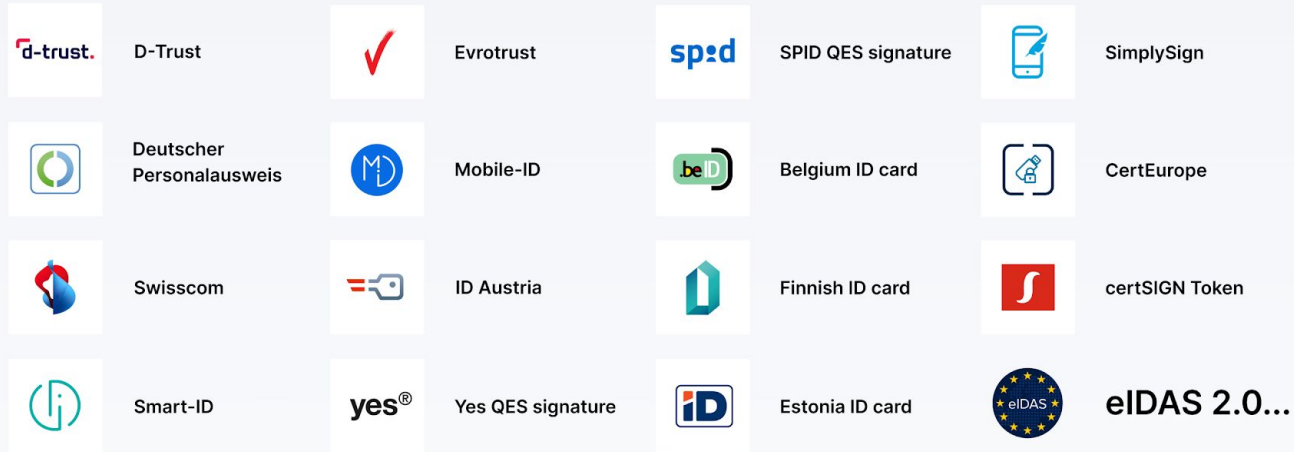 d-trust.
D-Trust
Evrotrust
spid
SPID QES signature
SimplySign
Deutscher
Personalausweis
MD
Mobile-ID
.beID
Belgium ID card
CertEurope
Swisscom
ID Austria
Finnish ID card
certSIGN Token
Smart-ID
yes®
Yes QES signature
iD
Estonia ID card
eIDAS
eIDAS 2.0...